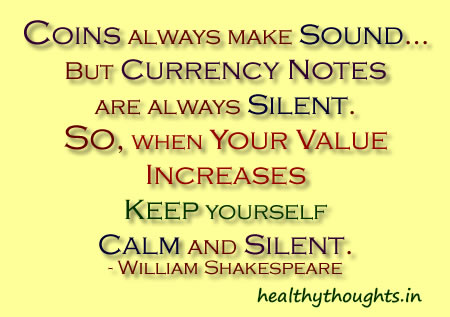 Coins always make Sound...
but Currency Notes
are always Silent.
So, when Your Value
Increases
Keep yourself
Calm and Silent.
- William Shakespeare
healthythoughts.in